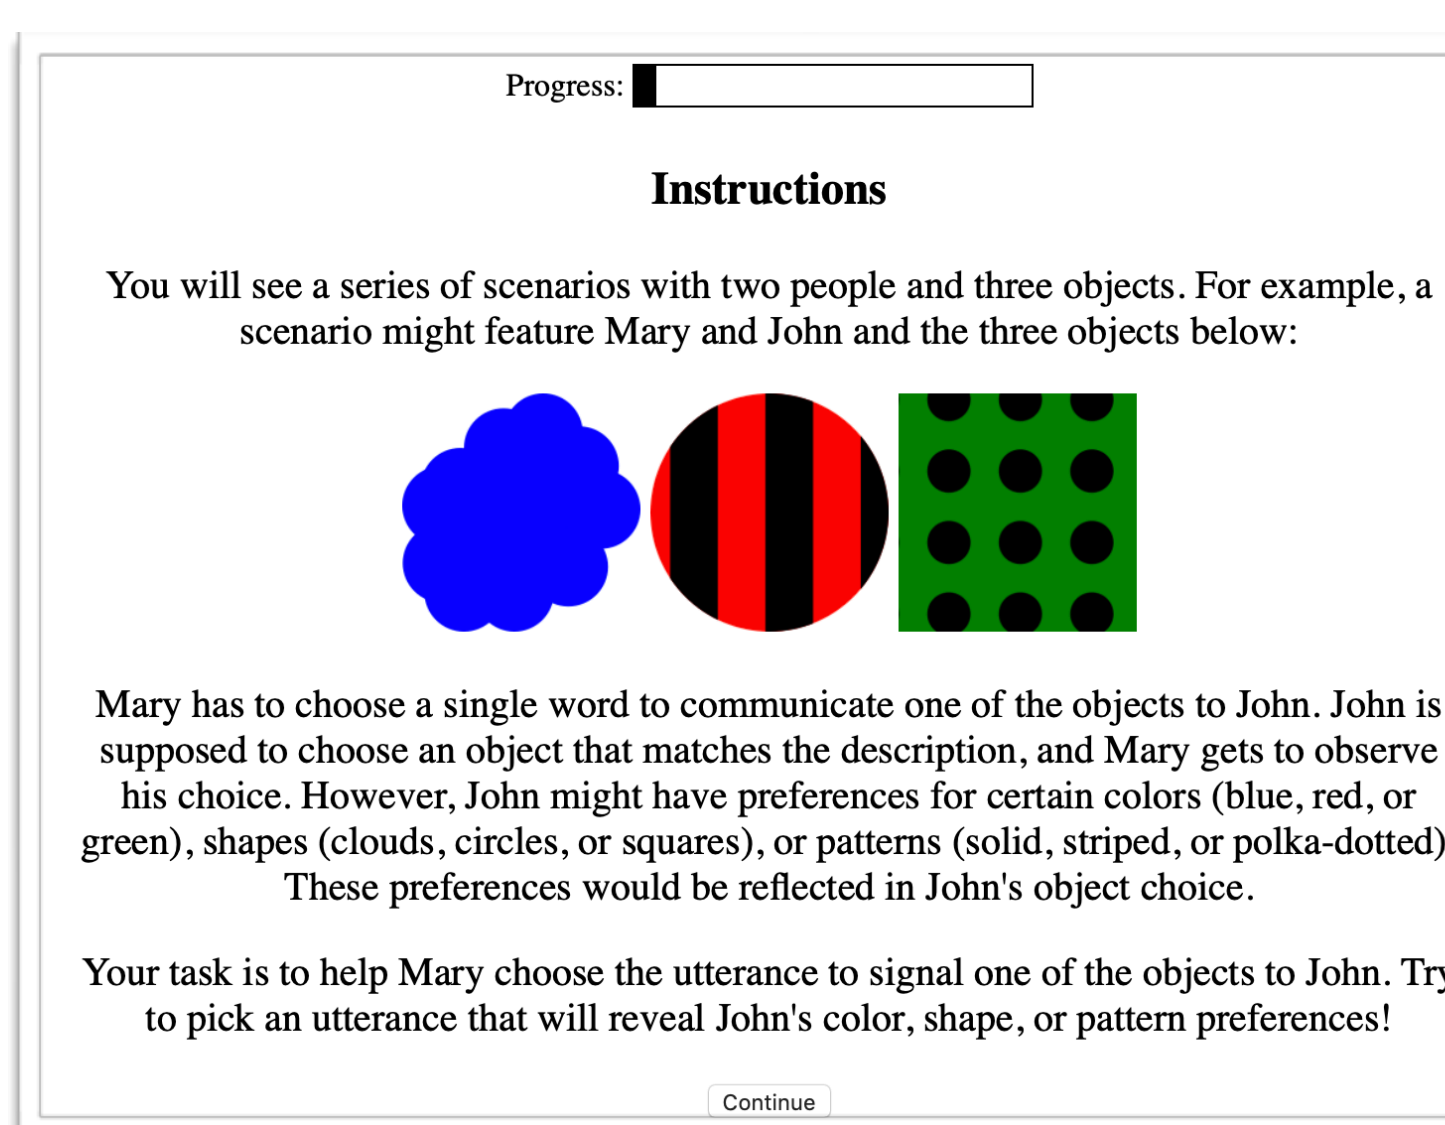 Progress:
Instructions
You will see a series of scenarios with two people and three objects. For example, a
scenario might feature Mary and John and the three objects below:
Mary has to choose a single word to communicate one of the objects to John. John is
supposed to choose an object that matches the description, and Mary gets to observe
his choice. However, John might have preferences for certain colors (blue, red, or
green), shapes (clouds, circles, or squares), or patterns (solid, striped, or polka-dotted)
These preferences would be reflected in John's object choice.
Your task is to help Mary choose the utterance to signal one of the objects to John. Try
to pick an utterance that will reveal John's color, shape, or pattern preferences!
Continue